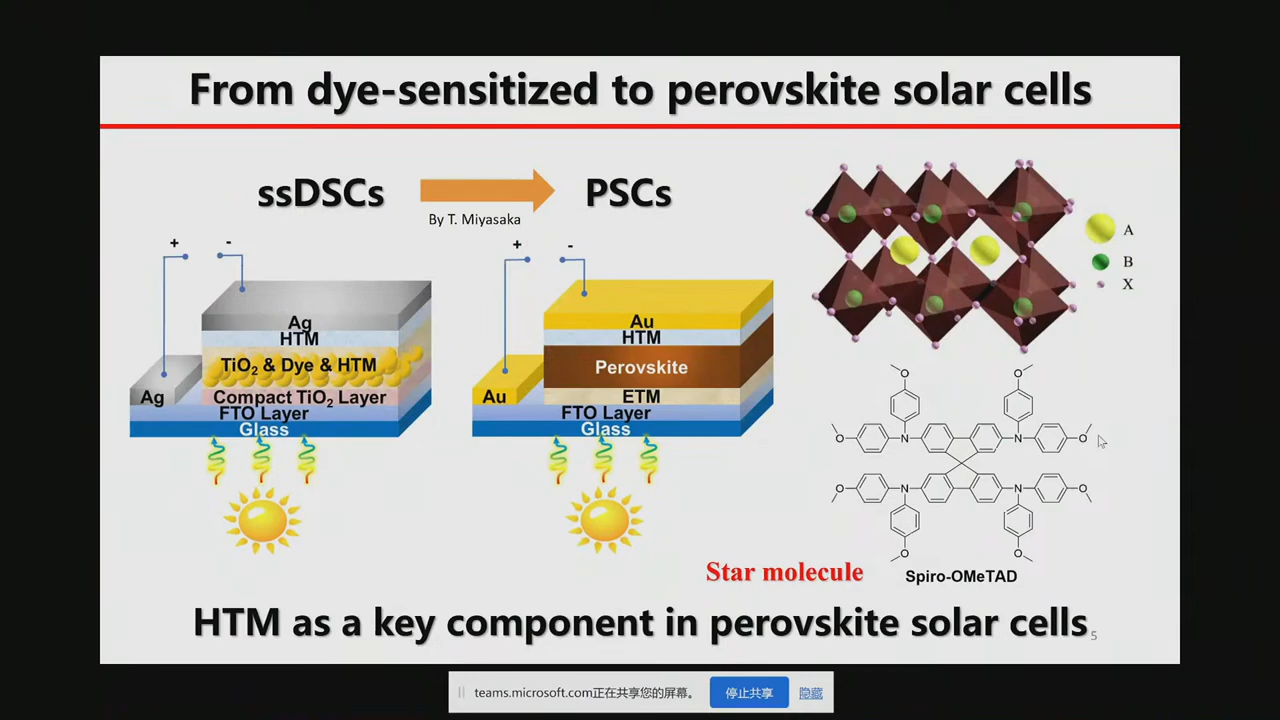 From dye-sensitized to perovskite solar cells
ssDSCs
PSCs
By T. Miyasaka
+ -
+ -
Ag
HTM
TiO2 & Dye & HTM
Ag
Compact TiO2 Layer
FTO Layer
Glass
Au
HTM
Perovskite
Au
ETM
FTO Layer
Glass
A
B
X
O O
O N N O
O N N O
O O
Star molecule
Spiro-OMeTAD
HTM as a key component in perovskite solar cells
5
teams.microsoft.com正在共享您的屏幕。
停止共享
隐藏